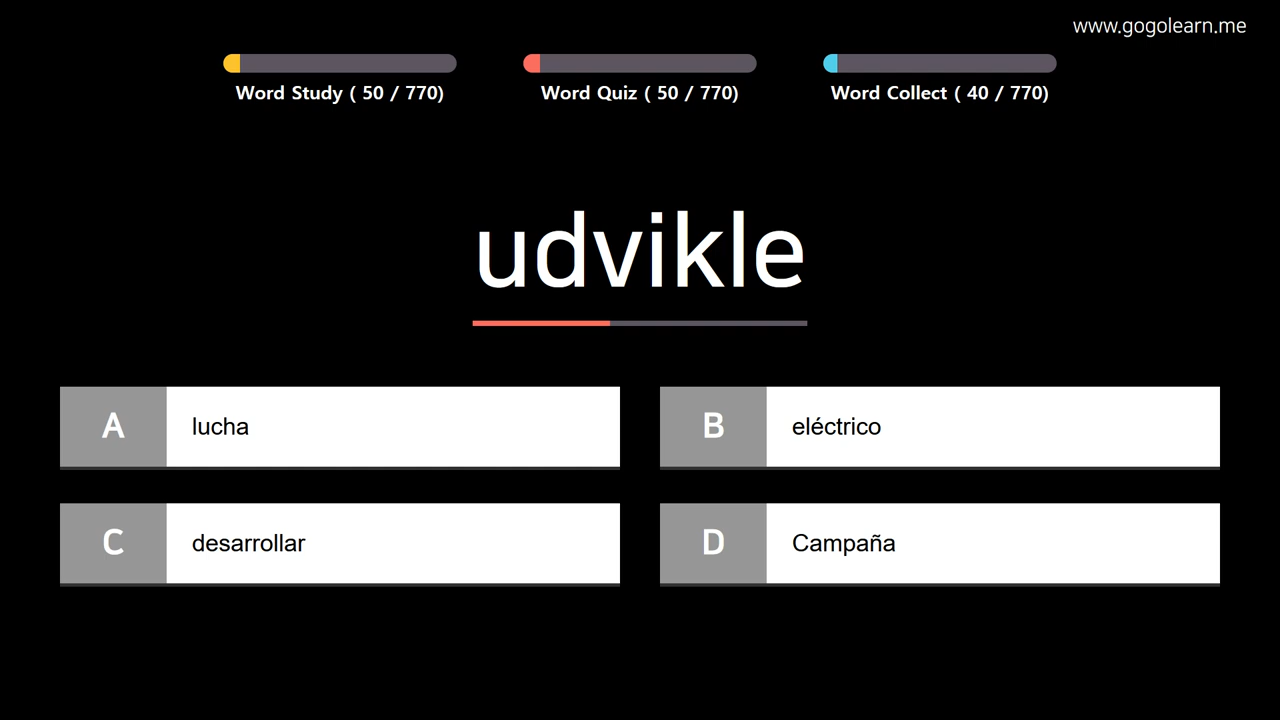 www.gogolearn.me
Word Study ( 50 / 770)
Word Quiz ( 50 / 770)
Word Collect ( 40 / 770)
udvikle
A lucha
B eléctrico
C desarrollar
D Campaña